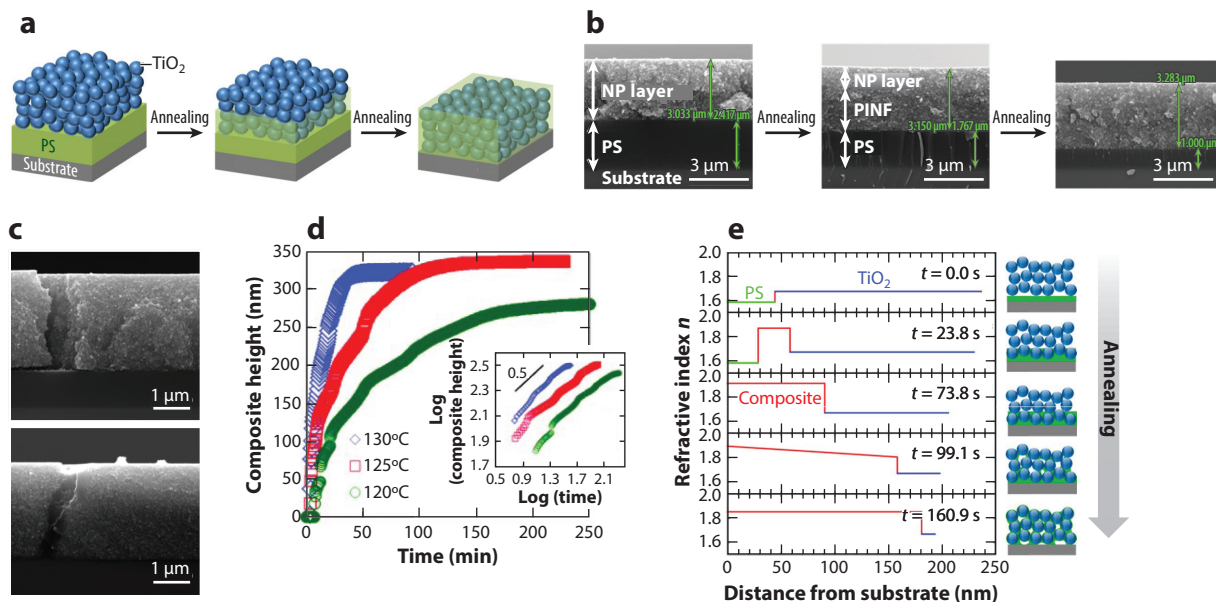 a
TiO2
Annealing
Annealing
PS
Substrate
b
NP layer
3.033 μm
2.417 μm
PS
Substrate
3 μm
Annealing
NP layer
PINF
3.150 μm
1.767 μm
PS
3 μm
Annealing
3.283 μm
1.000 μm
3 μm
c
1 μm
1 μm
d
Composite height (nm)
350
300
250
200
150
100
50
0
0
50
100
150
200
250
Time (min)
130ºC
125ºC
120ºC
Log
(composite height)
2.5
2.3
2.1
1.9
1.7
0.5
0.5
0.9
1.3
1.7
2.1
Log (time)
e
Refractive index n
2.0
1.8
1.6
PS
TiO2
t = 0.0 s
2.0
1.8
1.6
t = 23.8 s
2.0
1.6
Composite
t = 73.8 s
2.0
1.8
1.6
t = 99.1 s
2.0
1.8
1.6
t = 160.9 s
0
50
100
150
200
250
Distance from substrate (nm)
Annealing